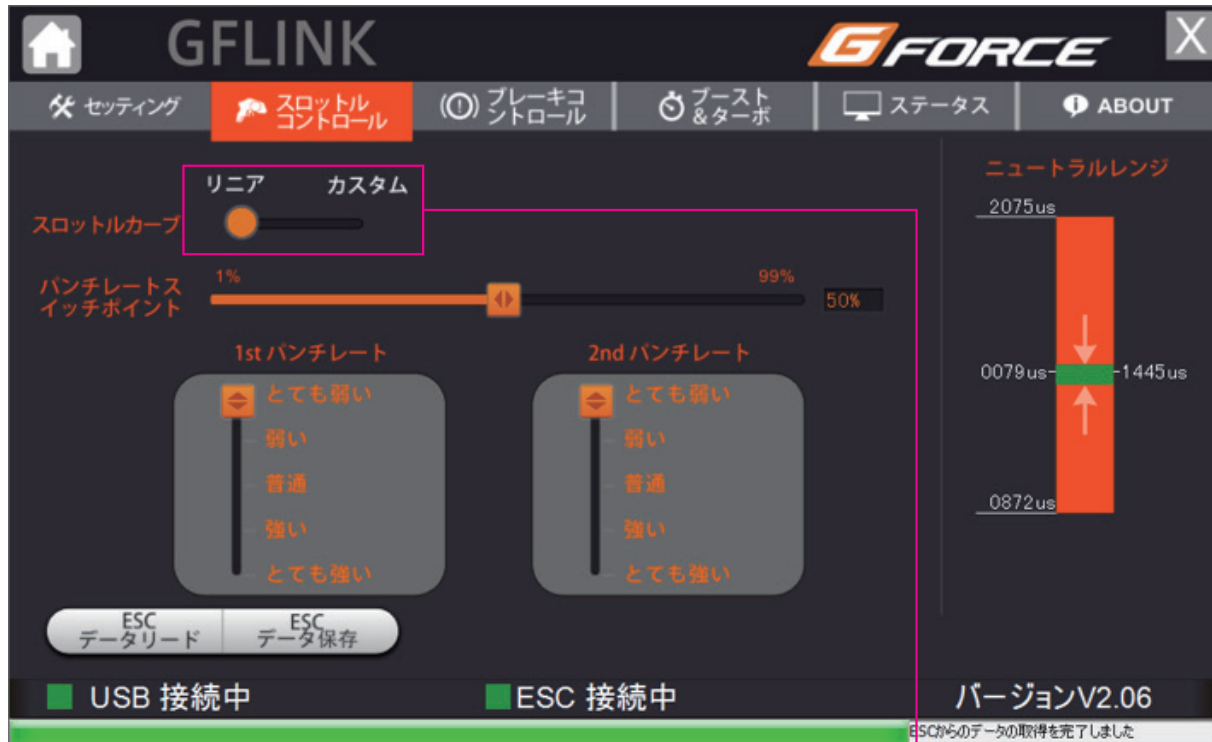 GFLINK
GFORCE
X
セッティング
スロットル
コントロール
ブレーキコ
ントロール
ブースト
&ターボ
ステータス
ABOUT
リニア カスタム
スロットルカーブ
パンチレートス
イッチポイント
1% 99%
50%
1st パンチレート
とても弱い
弱い
普通
強い
とても強い
2nd パンチレート
とても弱い
弱い
普通
強い
とても強い
ニュートラルレンジ
2075us
0079us 1445us
0872us
ESC
データリード
ESC
データ保存
USB 接続中
ESC 接続中
バージョンV2.06
ESCからのデータの取得を完了しました